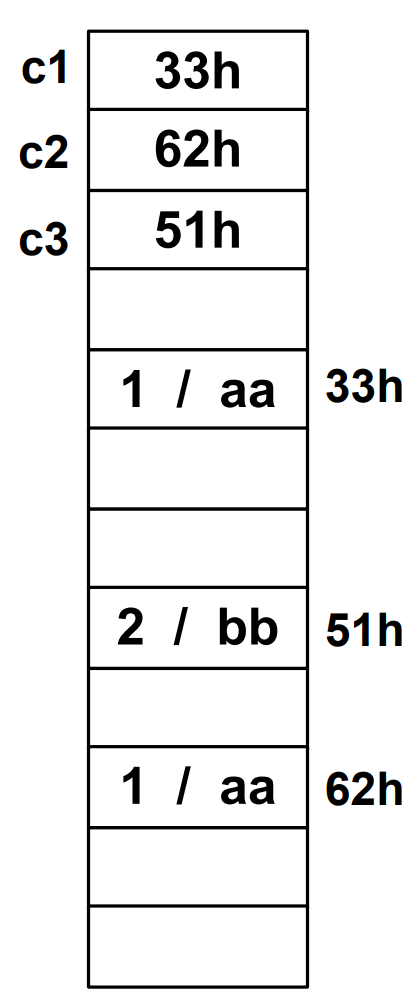 c1 33h
c2 62h
c3 51h
1 / aa 33h
2 / bb 51h
1 / aa 62h